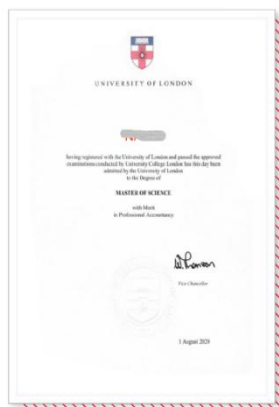 UNIVERSITY OF LONDON
having registered with the University of London and passed the approved
examinations conducted by University College London has this day been
admitted by the University of London
to the Degree of
MASTER OF SCIENCE
with Merit
in Professional Accountancy
Vice-Chancellor
1 August 2020